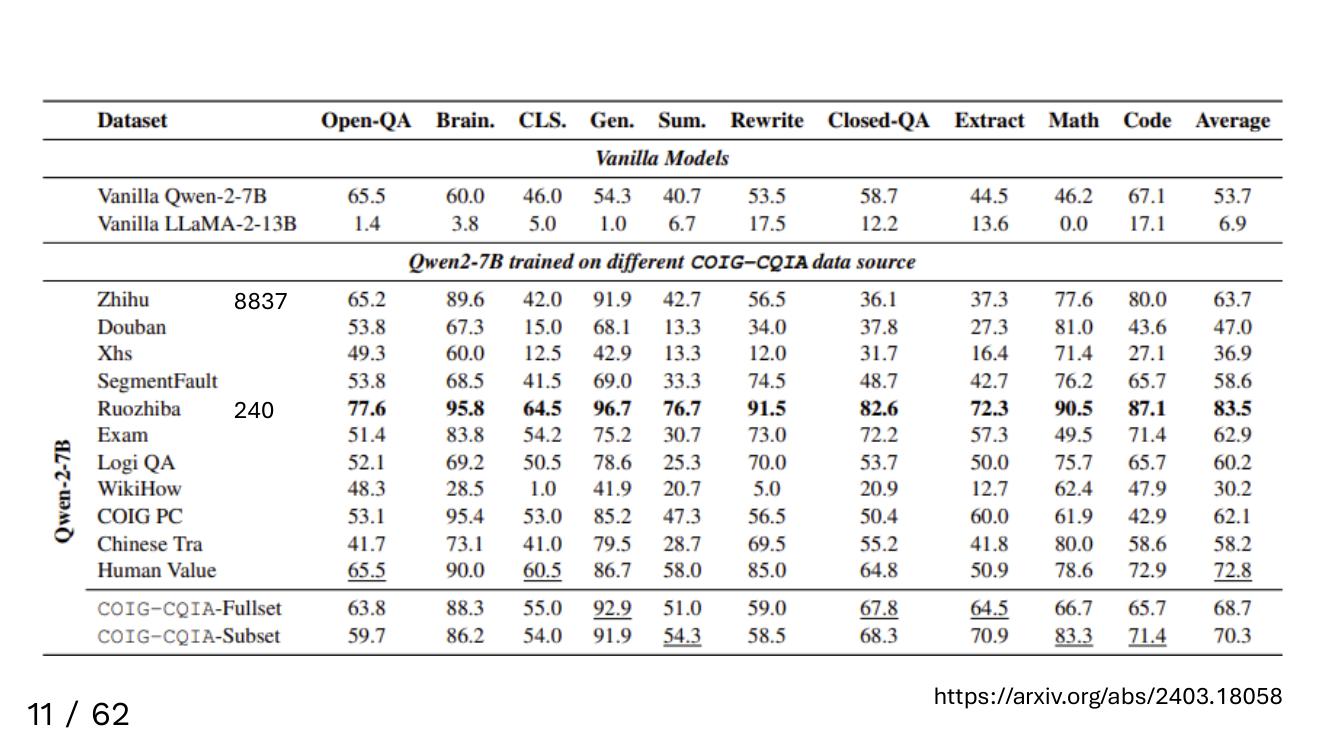 Dataset Open-QA Brain. CLS. Gen. Sum. Rewrite Closed-QA Extract Math Code Average
Vanilla Models
Vanilla Qwen-2-7B 65.5 60.0 46.0 54.3 40.7 53.5 58.7 44.5 46.2 67.1 53.7
Vanilla LLaMA-2-13B 1.4 3.8 5.0 1.0 6.7 17.5 12.2 13.6 0.0 17.1 6.9
Qwen2-7B trained on different COIG-CQIA data source
Zhihu 8837 65.2 89.6 42.0 91.9 42.7 56.5 36.1 37.3 77.6 80.0 63.7
Douban 53.8 67.3 15.0 68.1 13.3 34.0 37.8 27.3 81.0 43.6 47.0
Xhs 49.3 60.0 12.5 42.9 13.3 12.0 31.7 16.4 71.4 27.1 36.9
SegmentFault 53.8 68.5 41.5 69.0 33.3 74.5 48.7 42.7 76.2 65.7 58.6
Ruozhiba 240 77.6 95.8 64.5 96.7 76.7 91.5 82.6 72.3 90.5 87.1 83.5
Exam 51.4 83.8 54.2 75.2 30.7 73.0 72.2 57.3 49.5 71.4 62.9
Logi QA 52.1 69.2 50.5 78.6 25.3 70.0 53.7 50.0 75.7 65.7 60.2
WikiHow 48.3 28.5 1.0 41.9 20.7 5.0 20.9 12.7 62.4 47.9 30.2
COIG PC 53.1 95.4 53.0 85.2 47.3 56.5 50.4 60.0 61.9 42.9 62.1
Chinese Tra 41.7 73.1 41.0 79.5 28.7 69.5 55.2 41.8 80.0 58.6 58.2
Human Value 65.5 90.0 60.5 86.7 58.0 85.0 64.8 50.9 78.6 72.9 72.8
Qwen-2-7B
COIG-CQIA-Fullset 63.8 88.3 55.0 92.9 51.0 59.0 67.8 64.5 66.7 65.7 68.7
COIG-CQIA-Subset 59.7 86.2 54.0 91.9 54.3 58.5 68.3 70.9 83.3 71.4 70.3
https://arxiv.org/abs/2403.18058
11 / 62